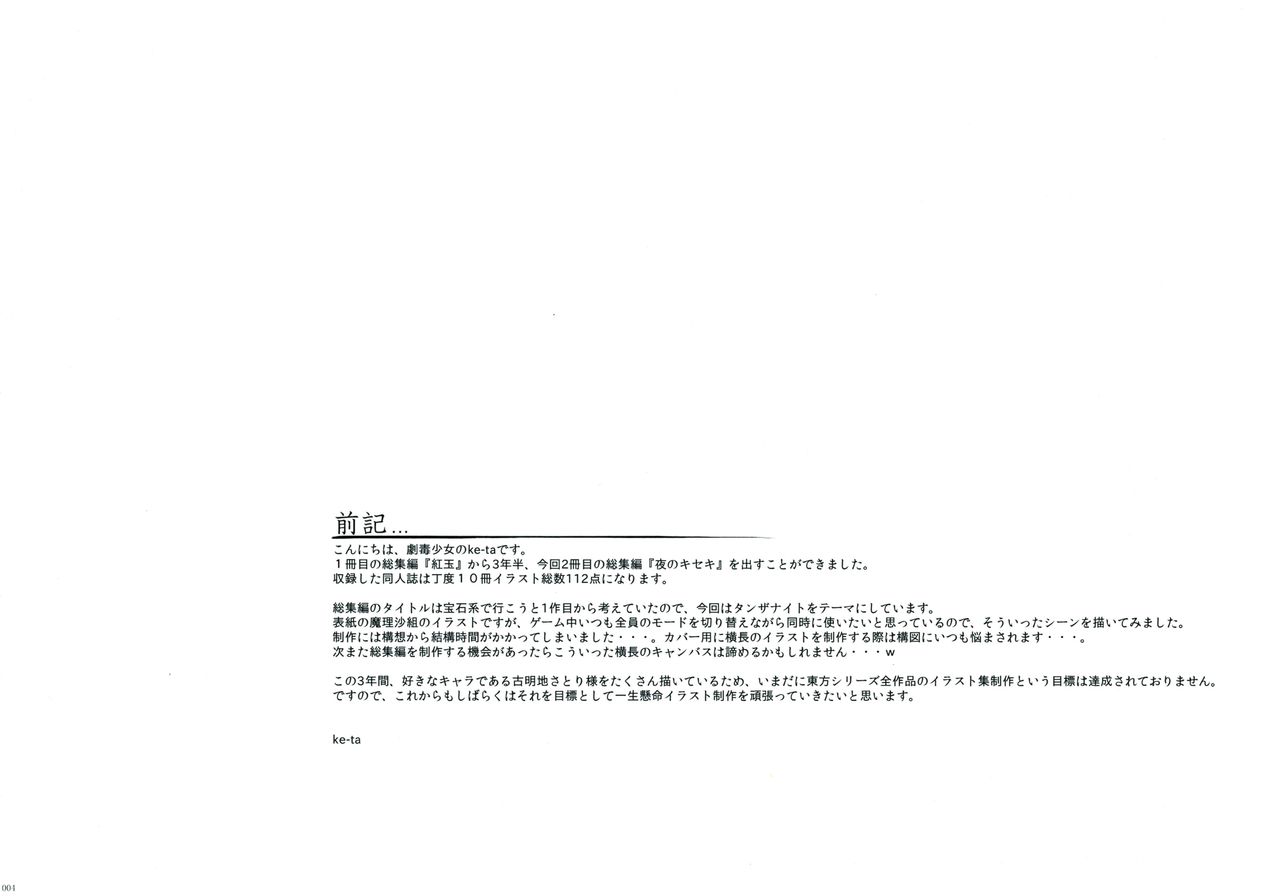 前記...
こんにちは、劇毒少女のke-taです。
１冊目の総集編『紅玉』から3年半、今回2冊目の総集編『夜のキセキ』を出すことができました。
収録した同人誌は丁度１０冊イラスト総数112点になります。
総集編のタイトルは宝石系で行こうと1作目から考えていたので、今回はタンザナイトをテーマにしています。
表紙の魔理沙組のイラストですが、ゲーム中いつも全員のモードを切り替えながら同時に使いたいと思っているので、そういったシーンを描いてみました。
制作には構想から結構時間がかかってしまいました・・・。カバー用に横長のイラストを制作する際は構図にいつも悩まされます・・・。
次また総集編を制作する機会があったらこういった横長のキャンバスは諦めるかもしれません・・・w
この3年間、好きなキャラである古明地さとり様をたくさん描いているため、いまだに東方シリーズ全作品のイラスト集制作という目標は達成されておりません。
ですので、これからもしばらくはそれを目標として一生懸命イラスト制作を頑張っていきたいと思います。
ke-ta
004